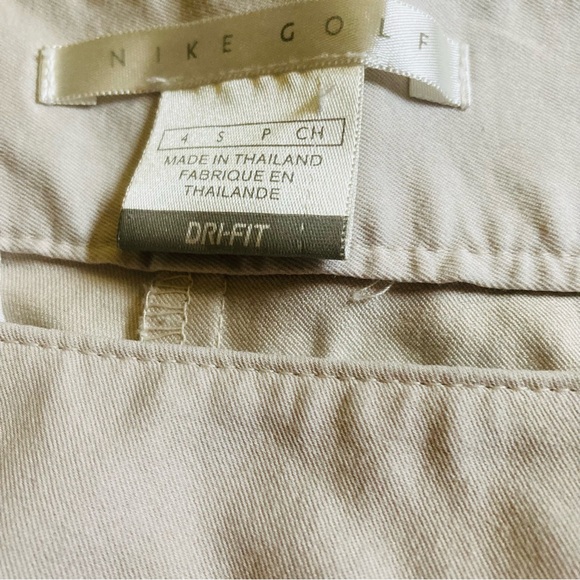 NIKE GOLF
4 S P CH
MADE IN THAILAND
FABRIQUE EN
THAILANDE
DRI-FIT